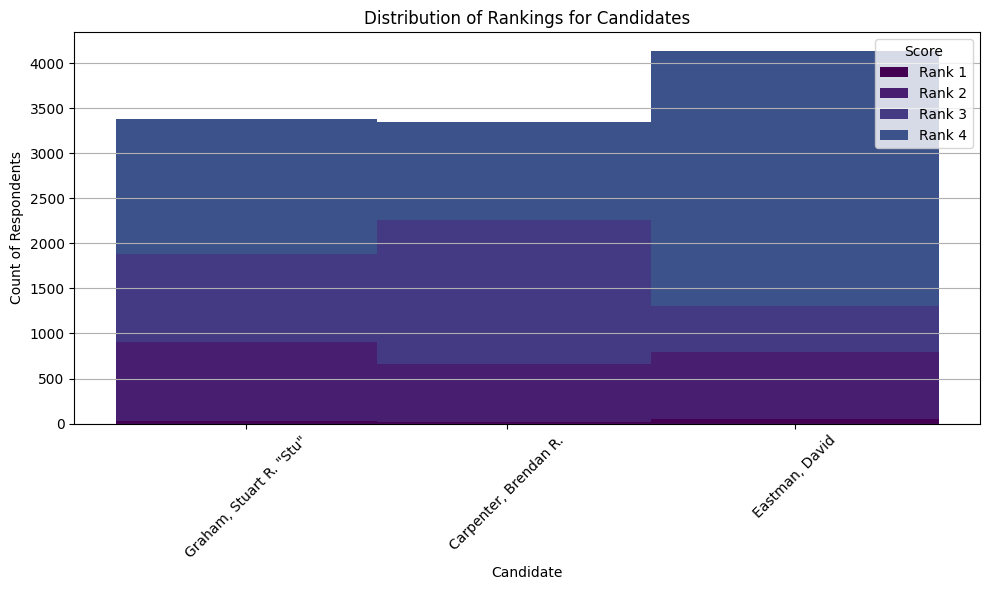 Distribution of Rankings for Candidates
Count of Respondents
4000
3500
3000
2500
2000
1500
1000
500
0
Score
Rank 1
Rank 2
Rank 3
Rank 4
Graham, Stuart R. "Stu"
Carpenter, Brendan R.
Eastman, David
Candidate